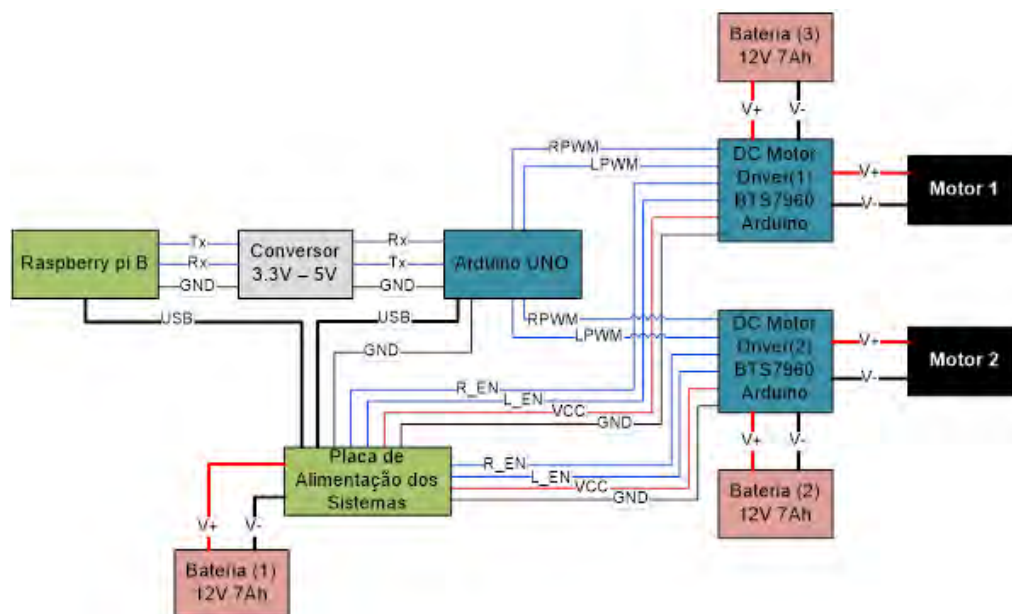 Bateria (3)
12V 7Ah
V+
V-
RPWM
LPWM
DC Motor
Driver(1)
BTS7960
Arduino
V+
V-
Motor 1
Raspberry pi B
Tx
Rx
GND
Conversor
3.3V – 5V
Rx
Tx
GND
Arduino UNO
USB
USB
GND
RPWM
LPWM
DC Motor
Driver(2)
BTS7960
Arduino
V+
V-
Motor 2
R_EN
L_EN
VCC
GND
Placa de
Alimentação dos
Sistemas
R_EN
L_EN
VCC
GND
V+
V-
Bateria (2)
12V 7Ah
V+
V-
Bateria (1)
12V 7Ah